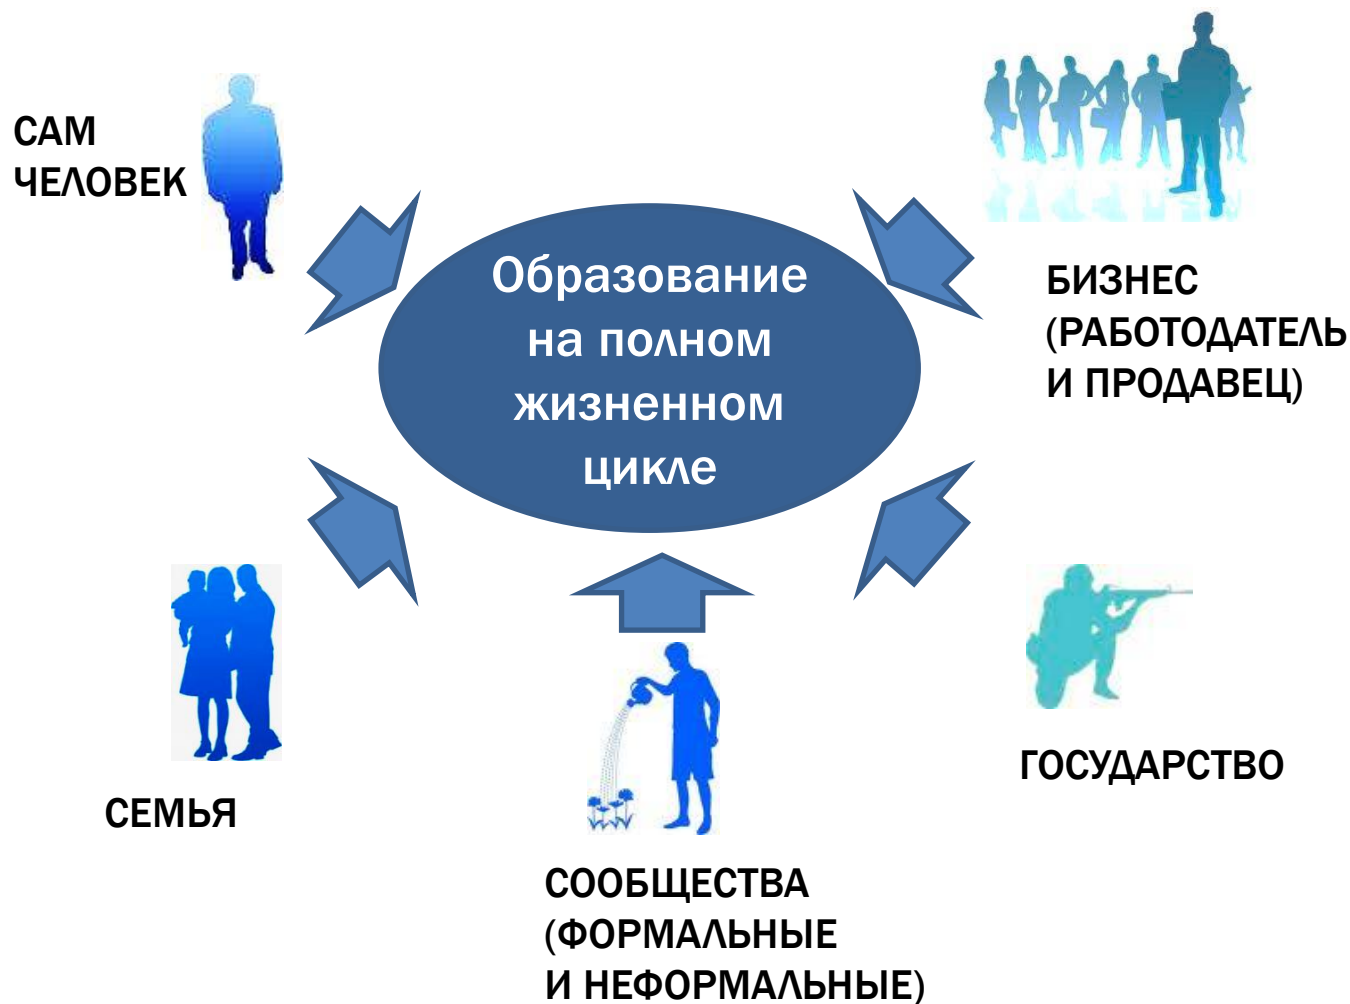 САМ
ЧЕЛОВЕК
Образование
на полном
жизненном
цикле
БИЗНЕС
(РАБОТОДАТЕЛЬ
И ПРОДАВЕЦ)
СЕМЬЯ
ГОСУДАРСТВО
СООБЩЕСТВА
(ФОРМАЛЬНЫЕ
И НЕФОРМАЛЬНЫЕ)